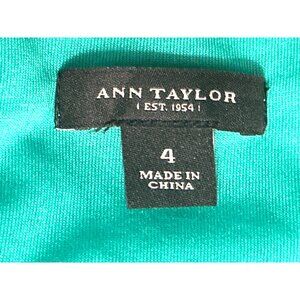 ANN TAYLOR
| EST. 1954 |
4
MADE IN
CHINA